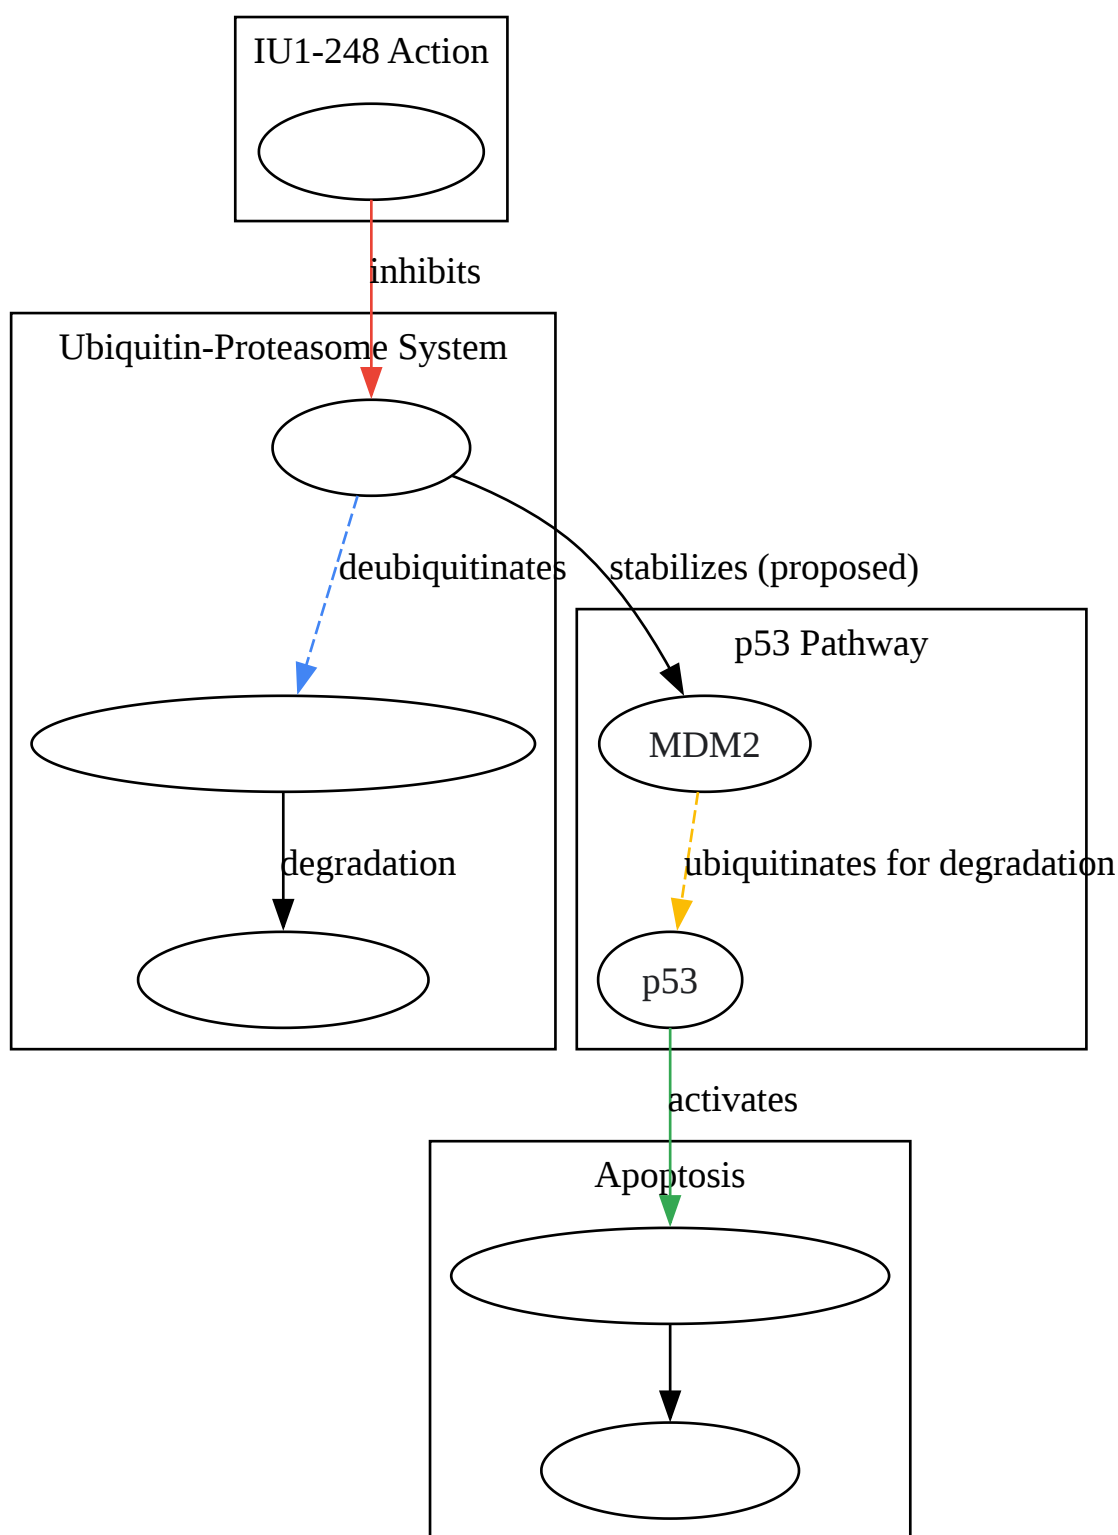 IU1-248 Action
inhibits
Ubiquitin-Proteasome System
deubiquitinates
stabilizes (proposed)
p53 Pathway
MDM2
degradation
ubiquitinates for degradation
p53
activates
Apoptosis